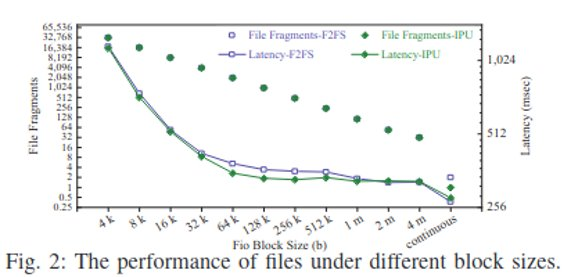 65,536
32,768
16,384
8,192
4,096
2,048
1,024
512
256
128
64
32
16
8
4
2
1
0.5
0.25
File Fragments
File Fragments-F2FS
File Fragments-IPU
Latency-F2FS
Latency-IPU
1,024
512
256
Latency (msec)
4 k
8 k
16 k
32 k
64 k
128 k
256 k
512 k
1 m
2 m
4 m
continuous
Fio Block Size (b)
Fig. 2: The performance of files under different block sizes.